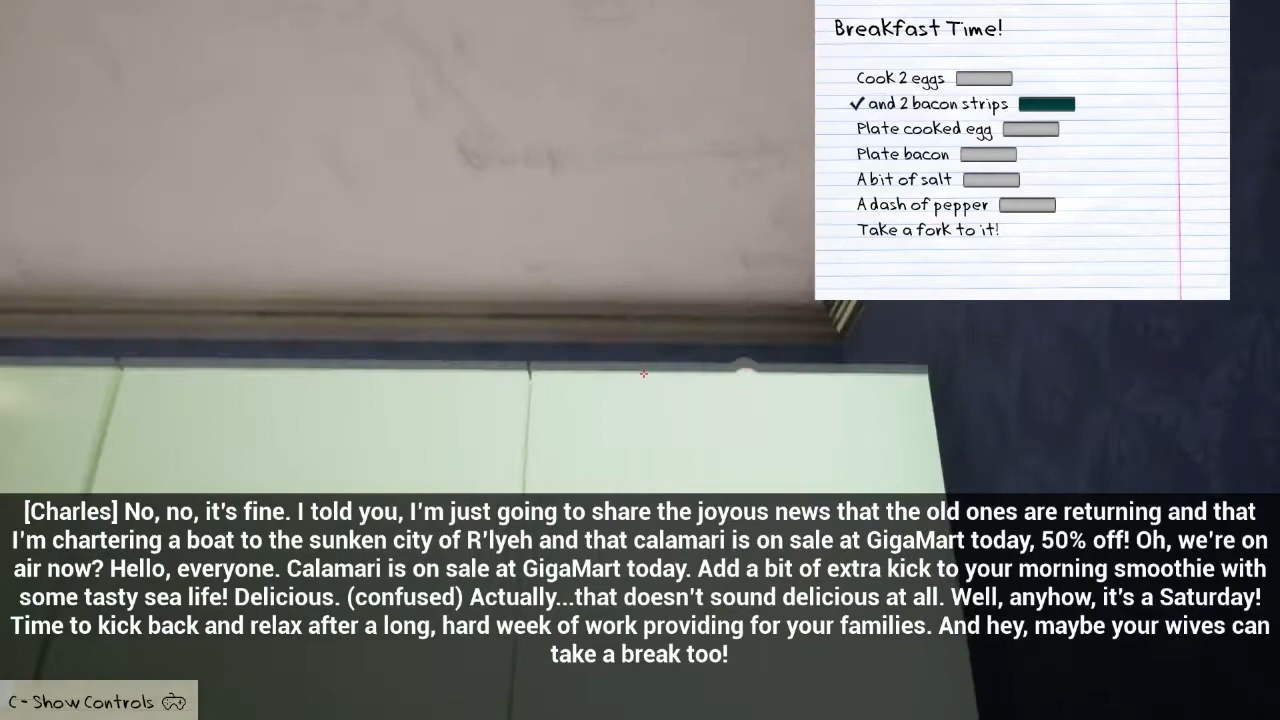 Breakfast Time!
Cook 2 eggs
✓ and 2 bacon strips
Plate cooked egg
Plate bacon
A bit of salt
A dash of pepper
Take a fork to it!
[Charles] No, no, it's fine. I told you, I'm just going to share the joyous news that the old ones are returning and that
I'm chartering a boat to the sunken city of R'lyeh and that calamari is on sale at GigaMart today, 50% off! Oh, we're on
air now? Hello, everyone. Calamari is on sale at GigaMart today. Add a bit of extra kick to your morning smoothie with
some tasty sea life! Delicious. (confused) Actually...that doesn't sound delicious at all. Well, anyhow, it's a Saturday!
Time to kick back and relax after a long, hard week of work providing for your families. And hey, maybe your wives can
take a break too!
C - Show Controls